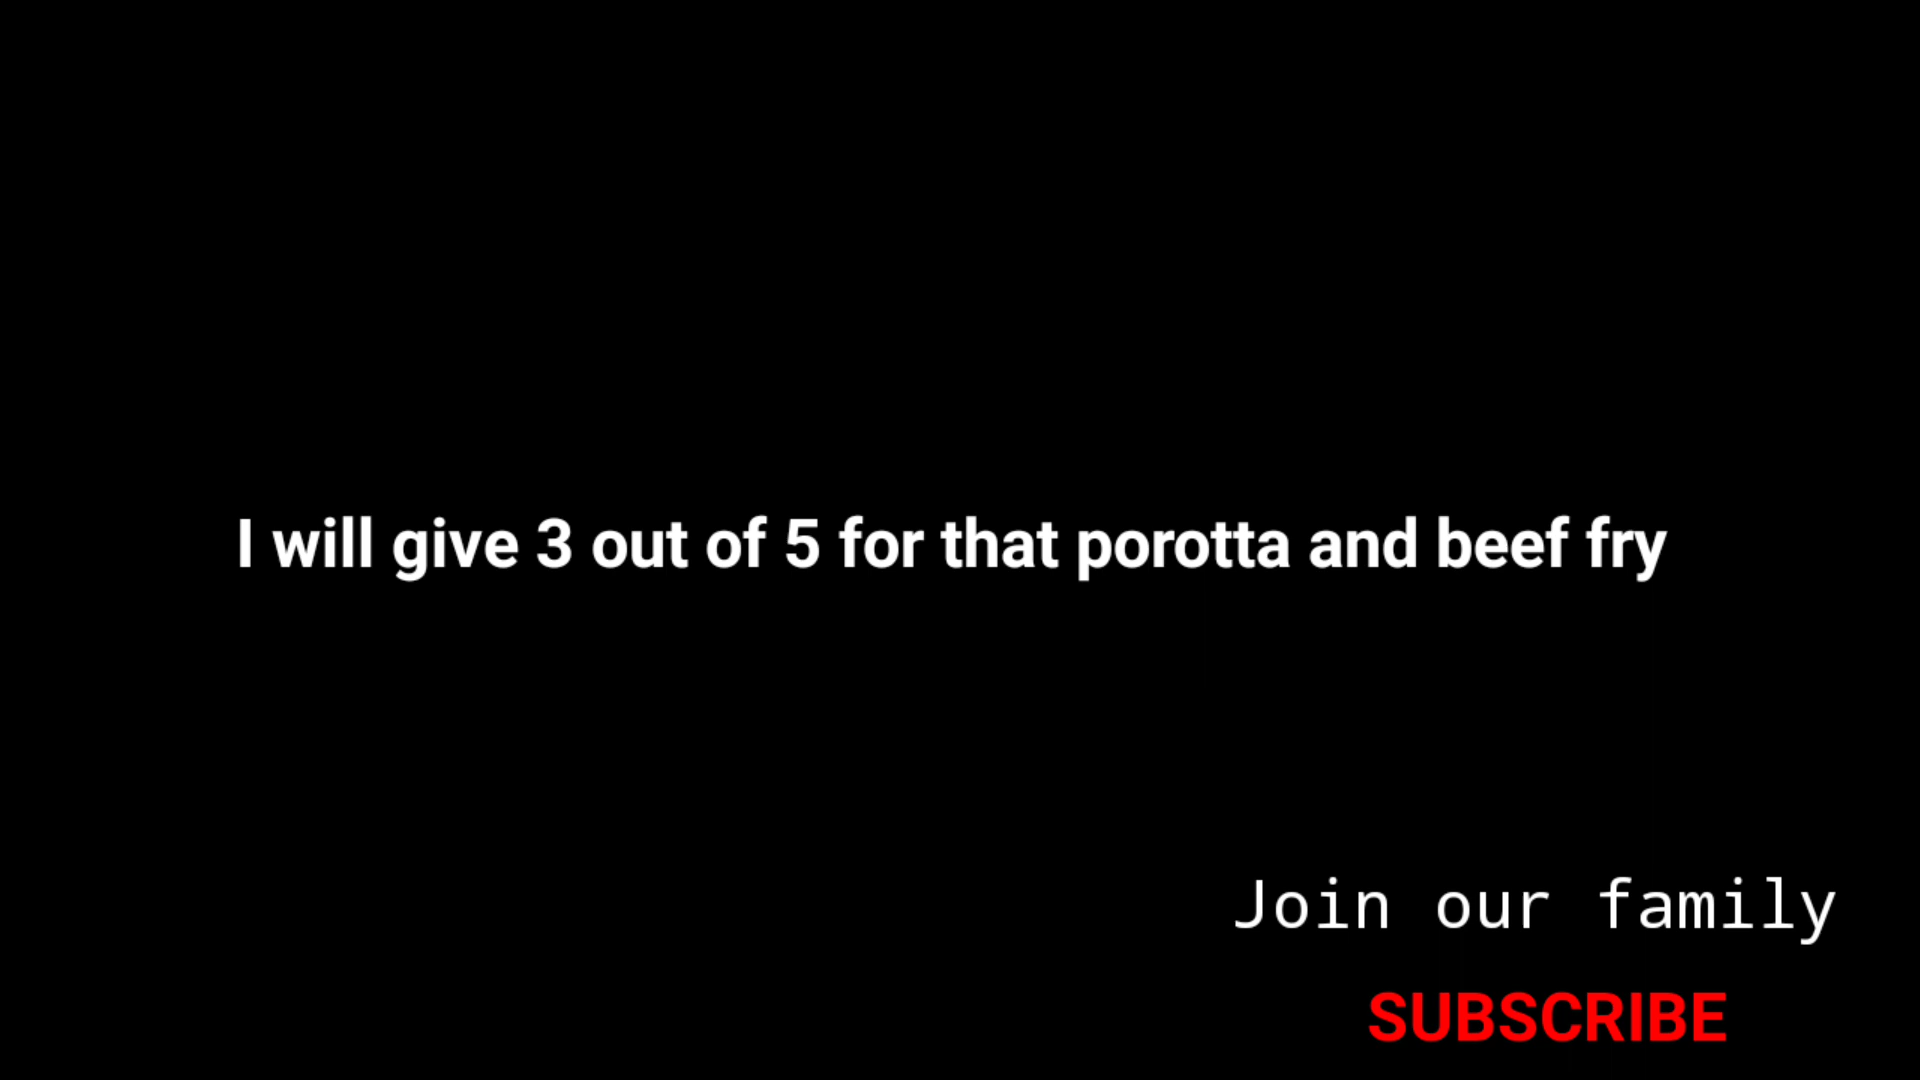 I will give 3 out of 5 for that porotta and beef fry
Join our family
SUBSCRIBE